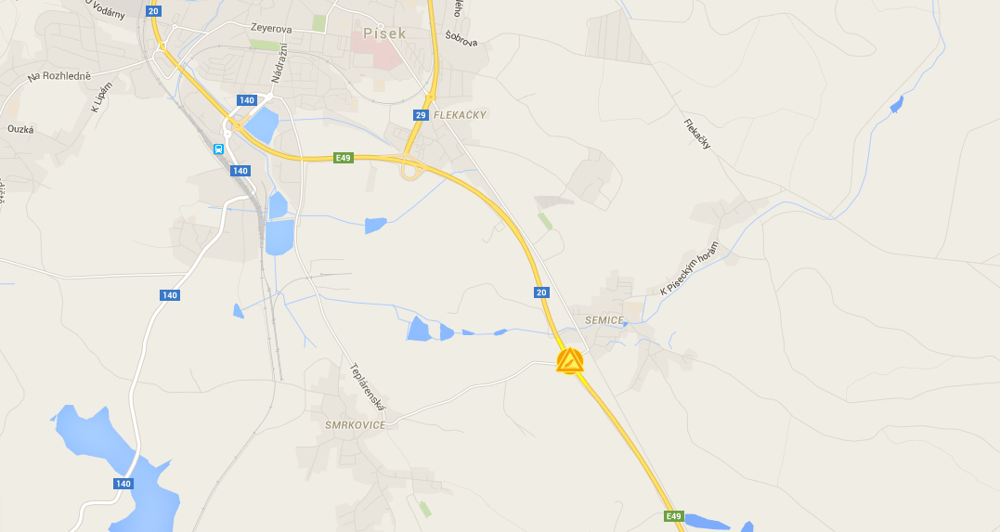 U Vodárny
20
Zeyerova
Nádražní
Písek
Šobrova
Na Rozhledně
K Lipám
140
29
FLEKAČKY
Ouzká
Flekačky
E49
140
K Píseckým horám
140
20
SEMICE
Teplárenská
SMRKOVICE
140
E49